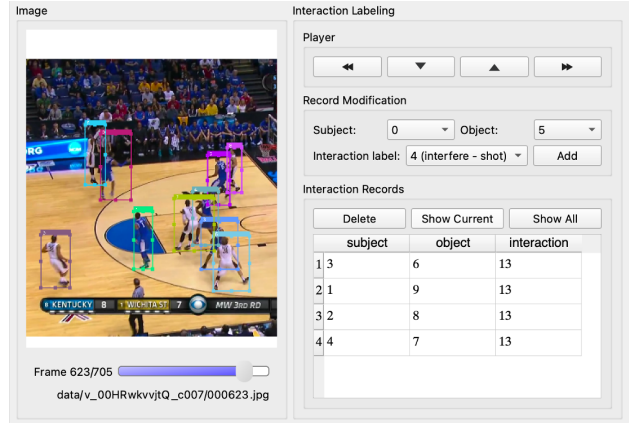 Image
Interaction Labeling
Player
Record Modification
Subject: 0 Object: 5
Interaction label: 4 (interfere - shot) Add
Interaction Records
Delete Show Current Show All
subject object interaction
1 3 6 13
2 1 9 13
3 2 8 13
4 4 7 13
RG
8 KENTUCKY 8 1 WICHITA ST 7 MW 3RD RD
Frame 623/705
data/v_00HRwkvvjtQ_c007/000623.jpg